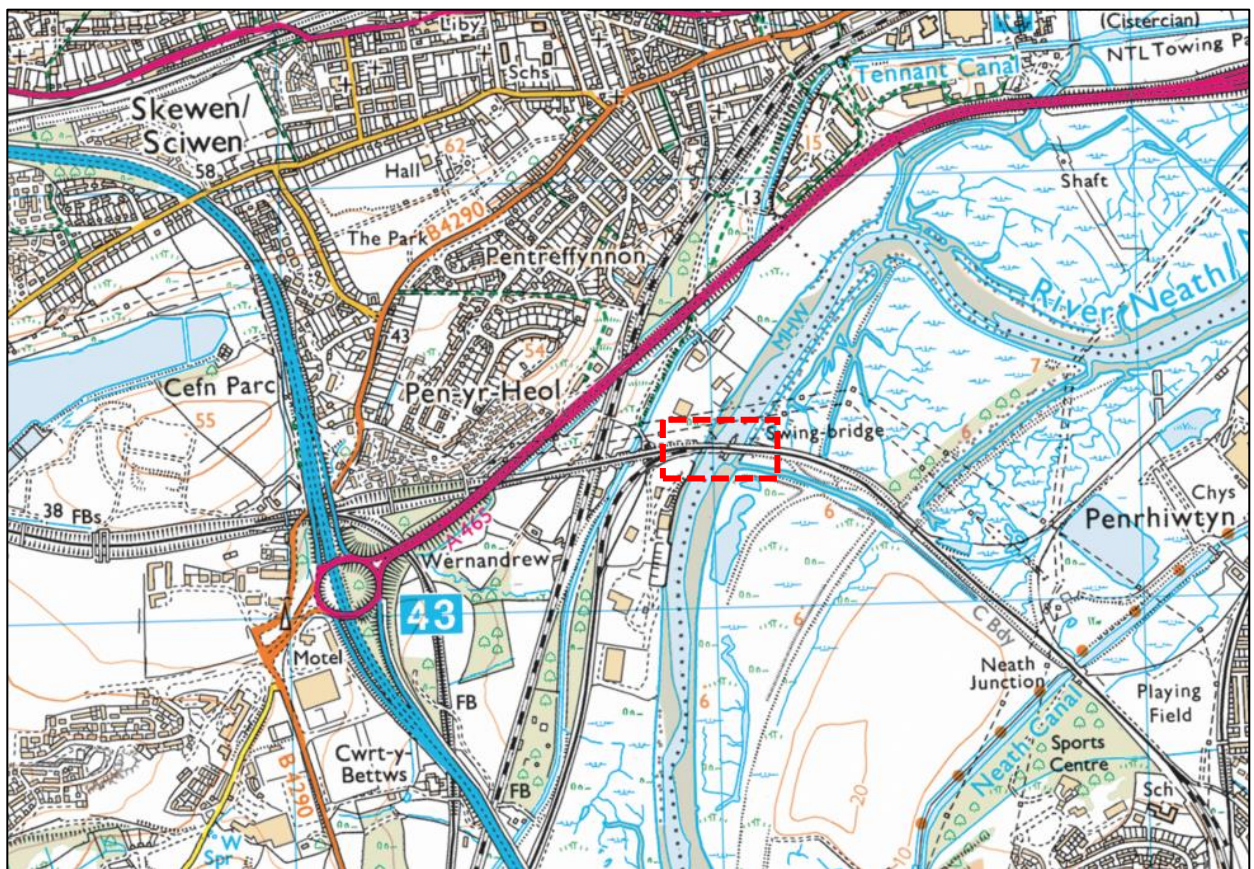 Liby
(Cistercian)
NTL Towing Pa
Schs
Tennant Canal
Skewen/
Sciwen
58
Hall
62
15
13
Shaft
The Park
B4290
Pentreffynnon
River Neath/
MHW
43
54
7
Cefn Parc
55
Pen-yr-Heol
Swing-bridge
6
Chys
Penrhiwtyn
38 FBs
A465
6
Wernandrew
43
6
C Bdy
Motel
FB
6
Neath
Junction
Playing
Field
Neath Canal
Cwrt-y-
Bettws
Sports
Centre
B4290
FB
20
Sch
W
Spr
10